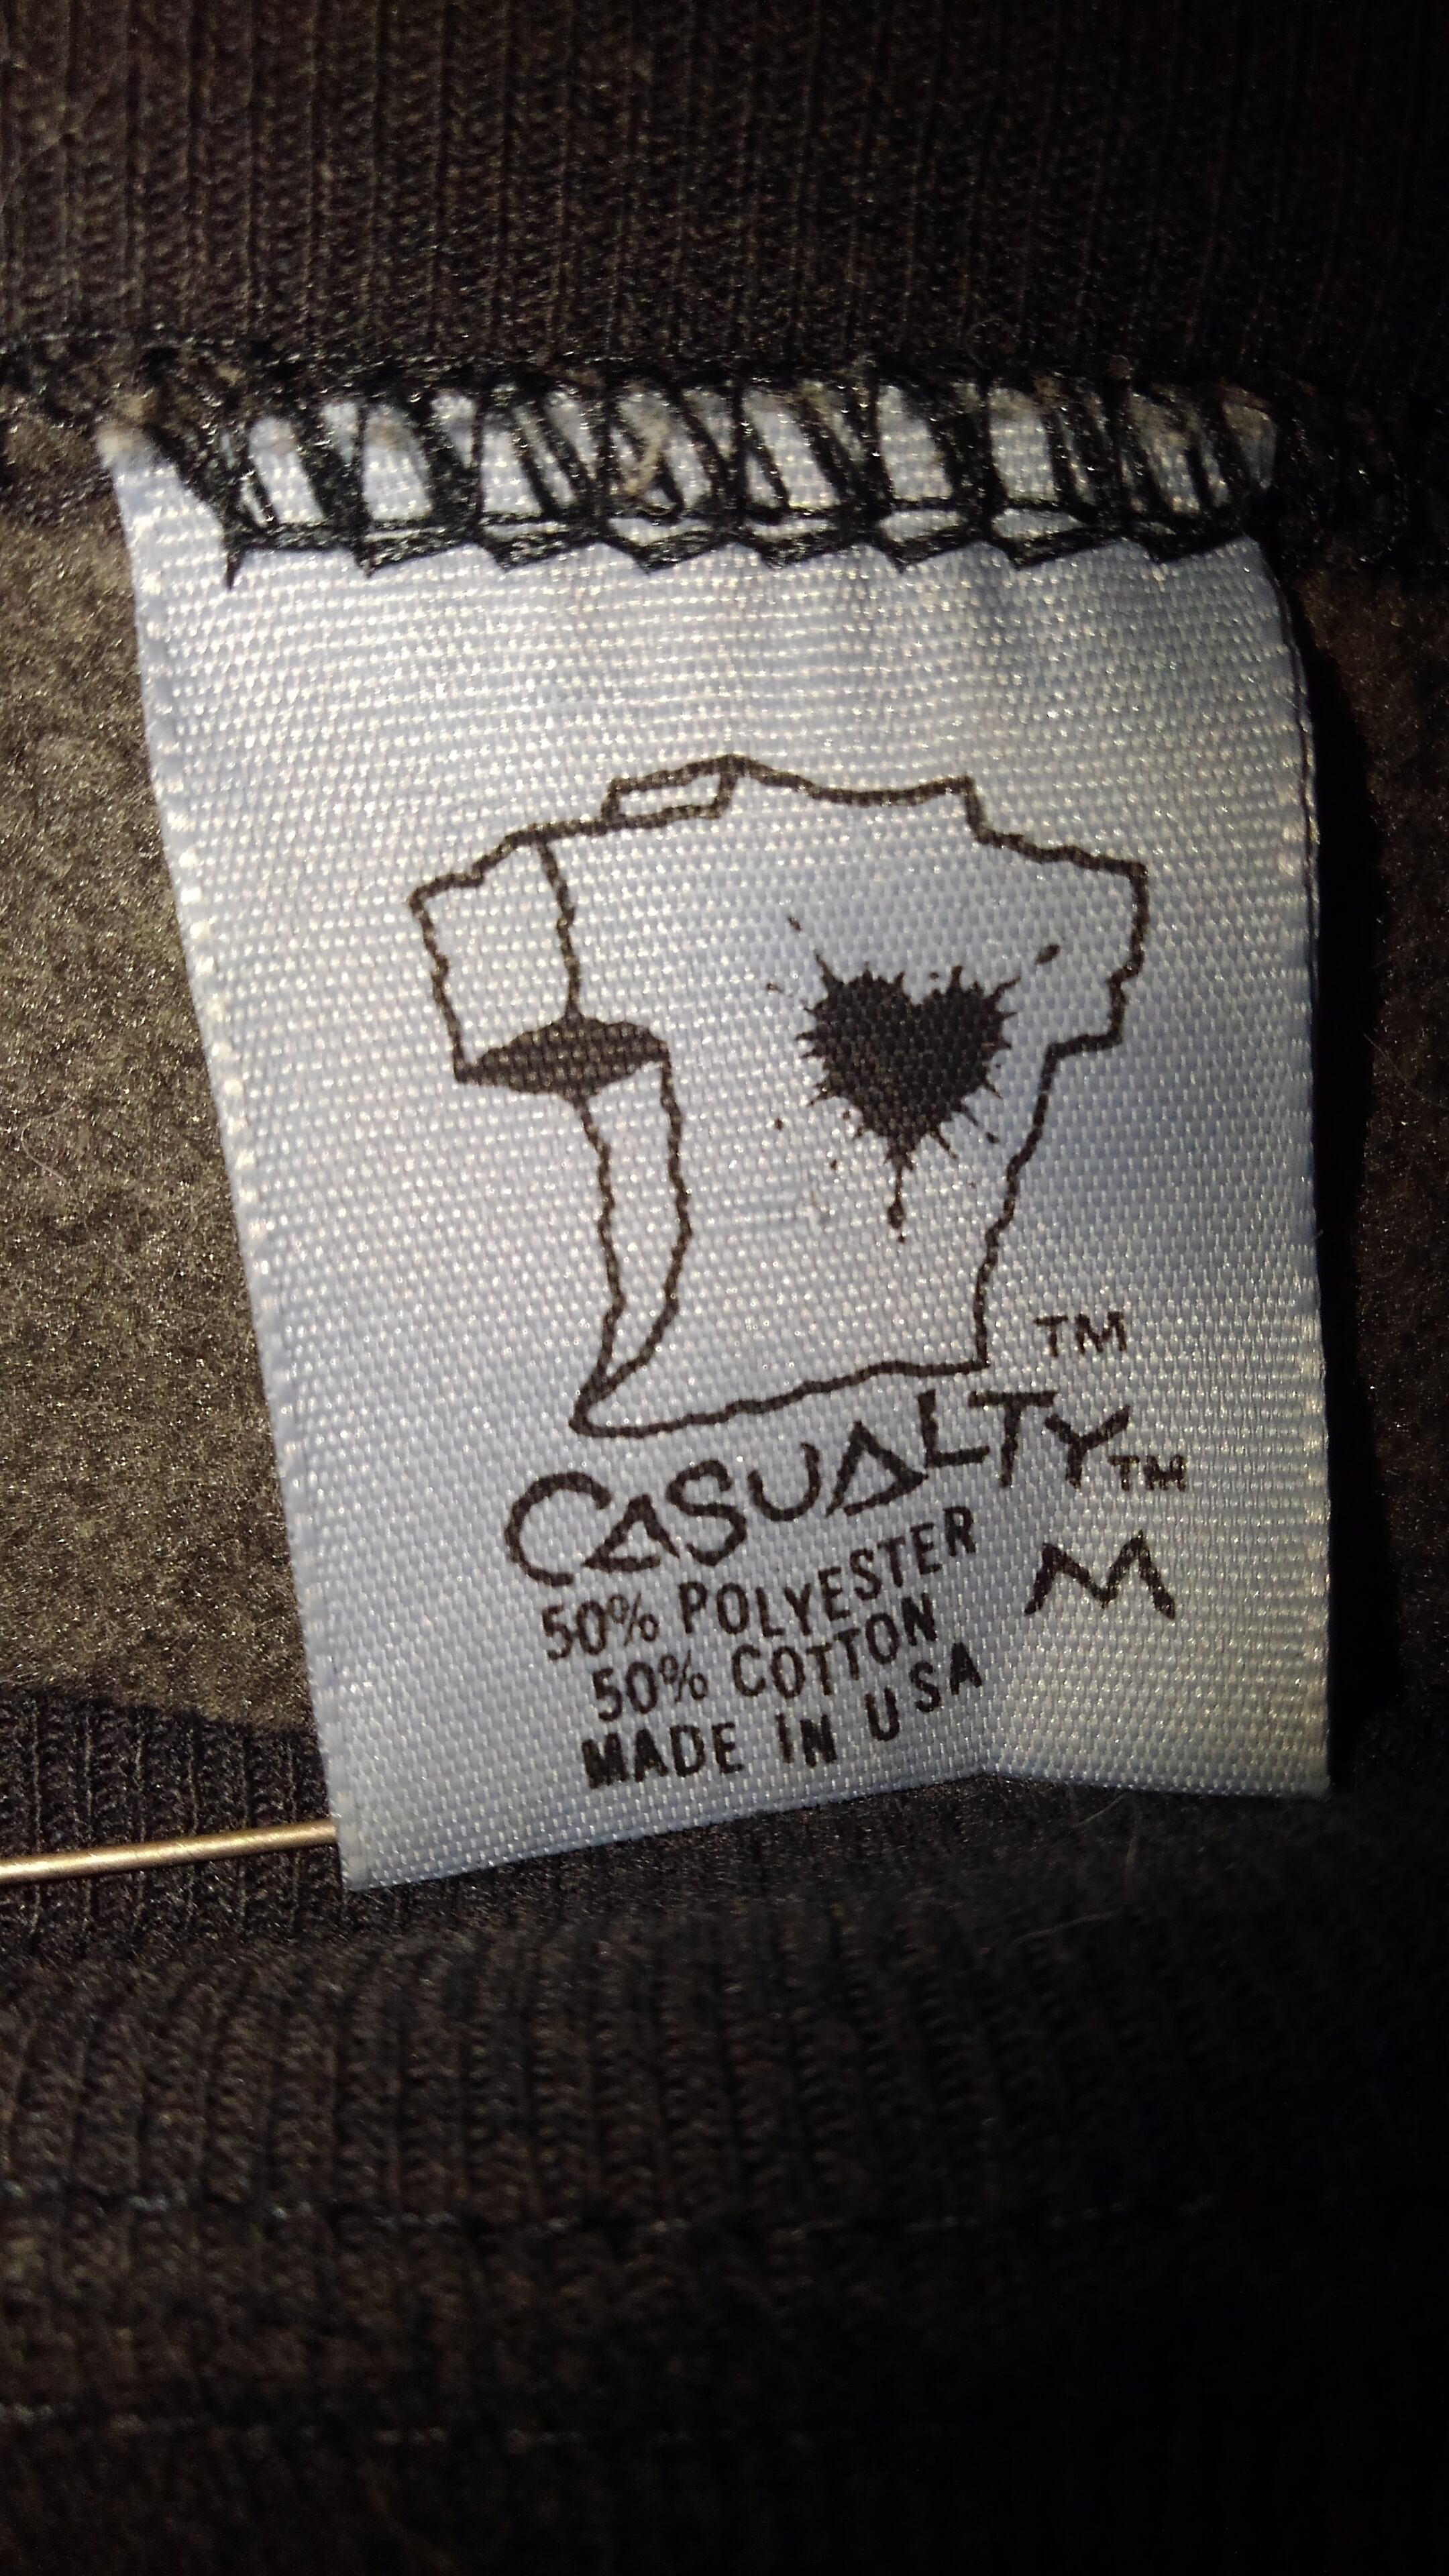 TM
CASUALTY TM
M
50% POLYESTER
50% COTTON
MADE IN USA